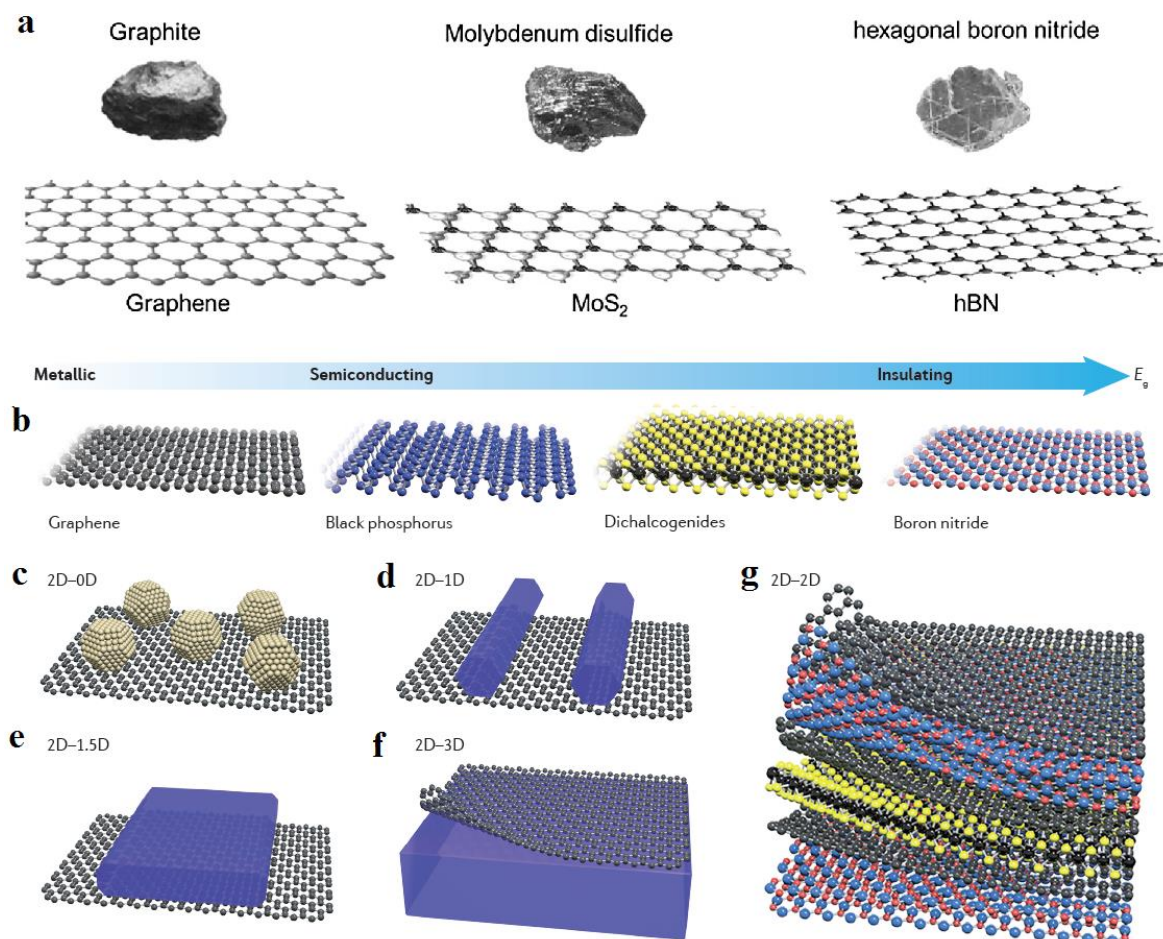 a
Graphite
Molybdenum disulfide
hexagonal boron nitride
Graphene
MoS₂
hBN
Metallic
Semiconducting
Insulating
E_g
b
Graphene
Black phosphorus
Dichalcogenides
Boron nitride
c
2D–0D
d
2D–1D
g
2D–2D
e
2D–1.5D
f
2D–3D